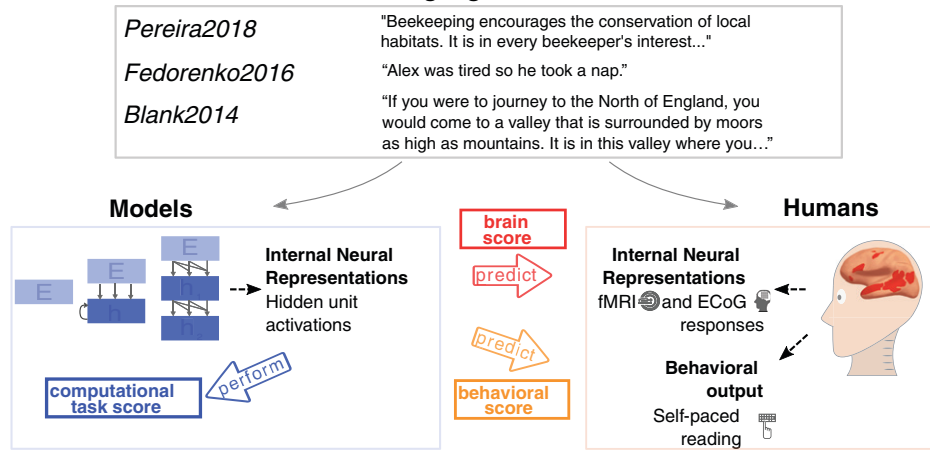 Pereira2018
"Beekeeping encourages the conservation of local
habitats. It is in every beekeeper's interest..."
Fedorenko2016
“Alex was tired so he took a nap.”
Blank2014
“If you were to journey to the North of England, you
would come to a valley that is surrounded by moors
as high as mountains. It is in this valley where you…”
Models
E
E
h
E
h
h
Internal Neural
Representations
Hidden unit
activations
perform
computational
task score
brain
score
predict
predict
behavioral
score
Humans
Internal Neural
Representations
fMRI and ECoG
responses
Behavioral
output
Self-paced
reading